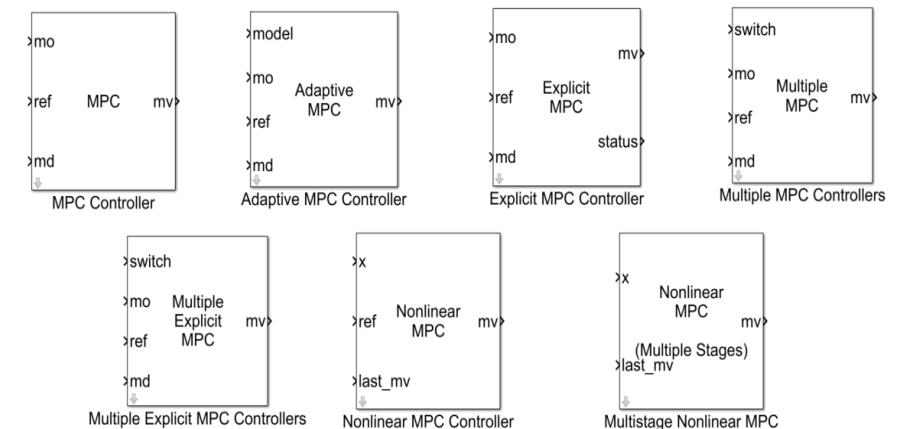 mo
ref
md
MPC
mv
MPC Controller
model
mo
ref
md
Adaptive
MPC
mv
Adaptive MPC Controller
mo
ref
md
Explicit
MPC
mv
status
Explicit MPC Controller
switch
mo
ref
md
Multiple
MPC
mv
Multiple MPC Controllers
switch
mo
ref
md
Multiple
Explicit
MPC
mv
Multiple Explicit MPC Controllers
x
ref
last_mv
Nonlinear
MPC
mv
Nonlinear MPC Controller
x
last_mv
Nonlinear
MPC
(Multiple Stages)
mv
Multistage Nonlinear MPC